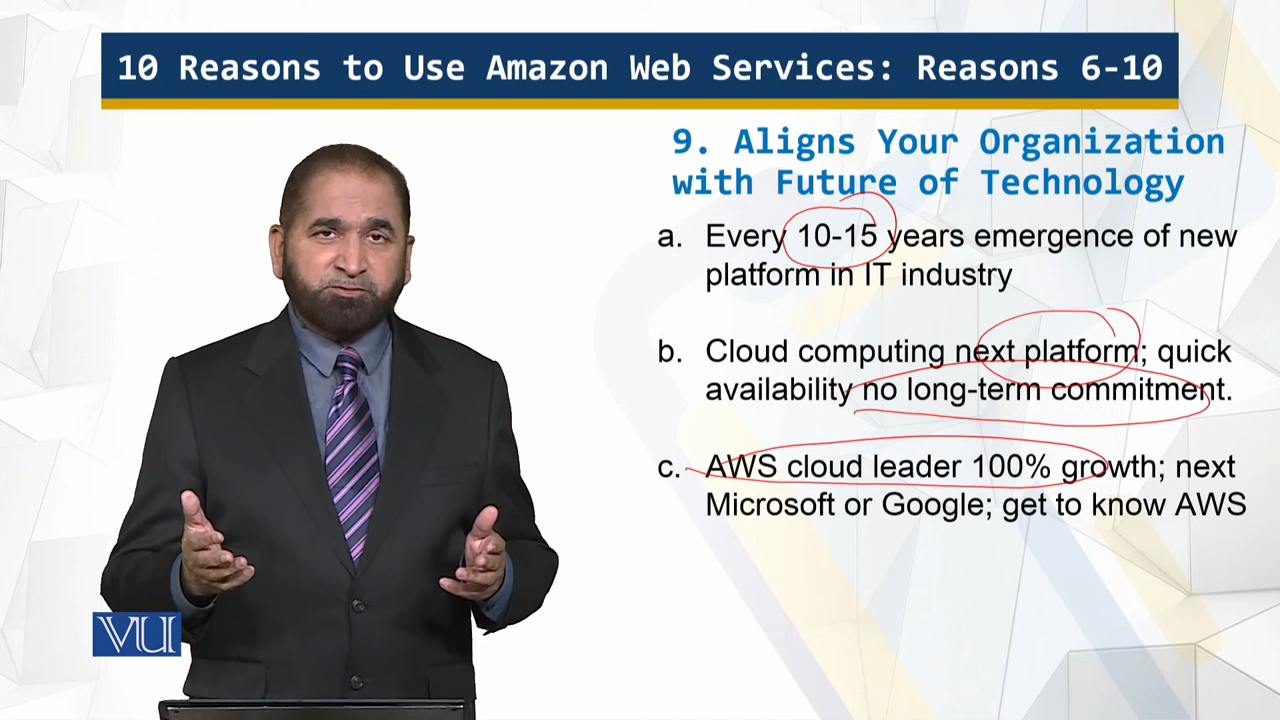 10 Reasons to Use Amazon Web Services: Reasons 6-10
9. Aligns Your Organization
with Future of Technology
a. Every 10-15 years emergence of new
platform in IT industry
b. Cloud computing next platform; quick
availability no long-term commitment.
c. AWS cloud leader 100% growth; next
Microsoft or Google; get to know AWS
VU